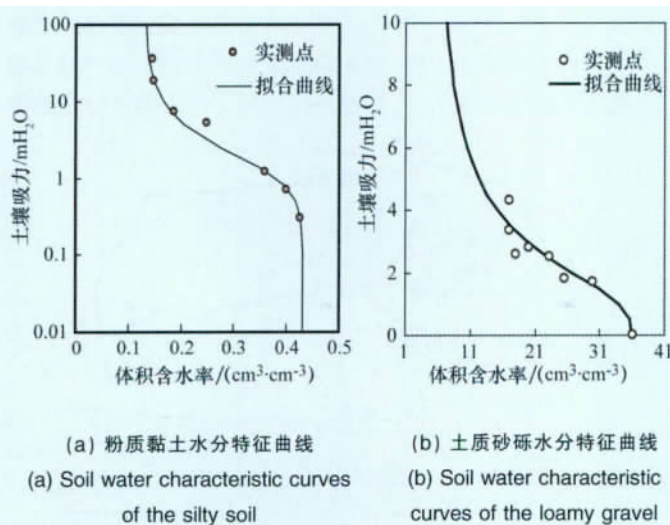 100
10
1
0.1
0.01
土壤吸力/mH₂O
实测点
拟合曲线
0 0.1 0.2 0.3 0.4 0.5
体积含水率/(cm³·cm⁻³)
(a) 粉质黏土水分特征曲线
(a) Soil water characteristic curves
of the silty soil
10
8
6
4
2
0
土壤吸力/mH₂O
实测点
拟合曲线
1 11 21 31 41
体积含水率/(cm³·cm⁻³)
(b) 土质砂砾水分特征曲线
(b) Soil water characteristic
curves of the loamy gravel